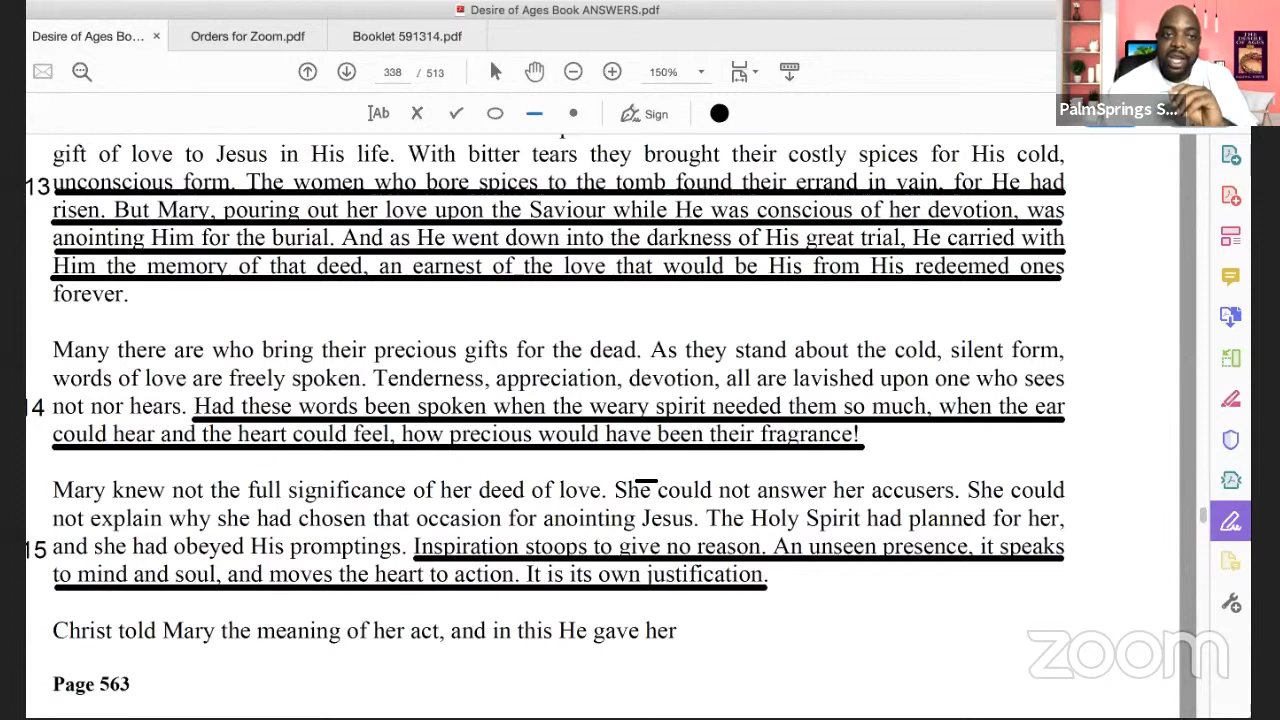 Desire of Ages Book ANSWERS.pdf
Desire of Ages Bo... ×
Orders for Zoom.pdf
Booklet 591314.pdf
338 / 513
150%
Ab
Sign
THE DESIRE OF AGES
PalmSprings S...
gift of love to Jesus in His life. With bitter tears they brought their costly spices for His cold,
13 unconscious form. The women who bore spices to the tomb found their errand in vain, for He had
risen. But Mary, pouring out her love upon the Saviour while He was conscious of her devotion, was
anointing Him for the burial. And as He went down into the darkness of His great trial, He carried with
Him the memory of that deed, an earnest of the love that would be His from His redeemed ones
forever.
Many there are who bring their precious gifts for the dead. As they stand about the cold, silent form,
words of love are freely spoken. Tenderness, appreciation, devotion, all are lavished upon one who sees
14 not nor hears. Had these words been spoken when the weary spirit needed them so much, when the ear
could hear and the heart could feel, how precious would have been their fragrance!
Mary knew not the full significance of her deed of love. She could not answer her accusers. She could
not explain why she had chosen that occasion for anointing Jesus. The Holy Spirit had planned for her,
15 and she had obeyed His promptings. Inspiration stoops to give no reason. An unseen presence, it speaks
to mind and soul, and moves the heart to action. It is its own justification.
Christ told Mary the meaning of her act, and in this He gave her
zoom
Page 563